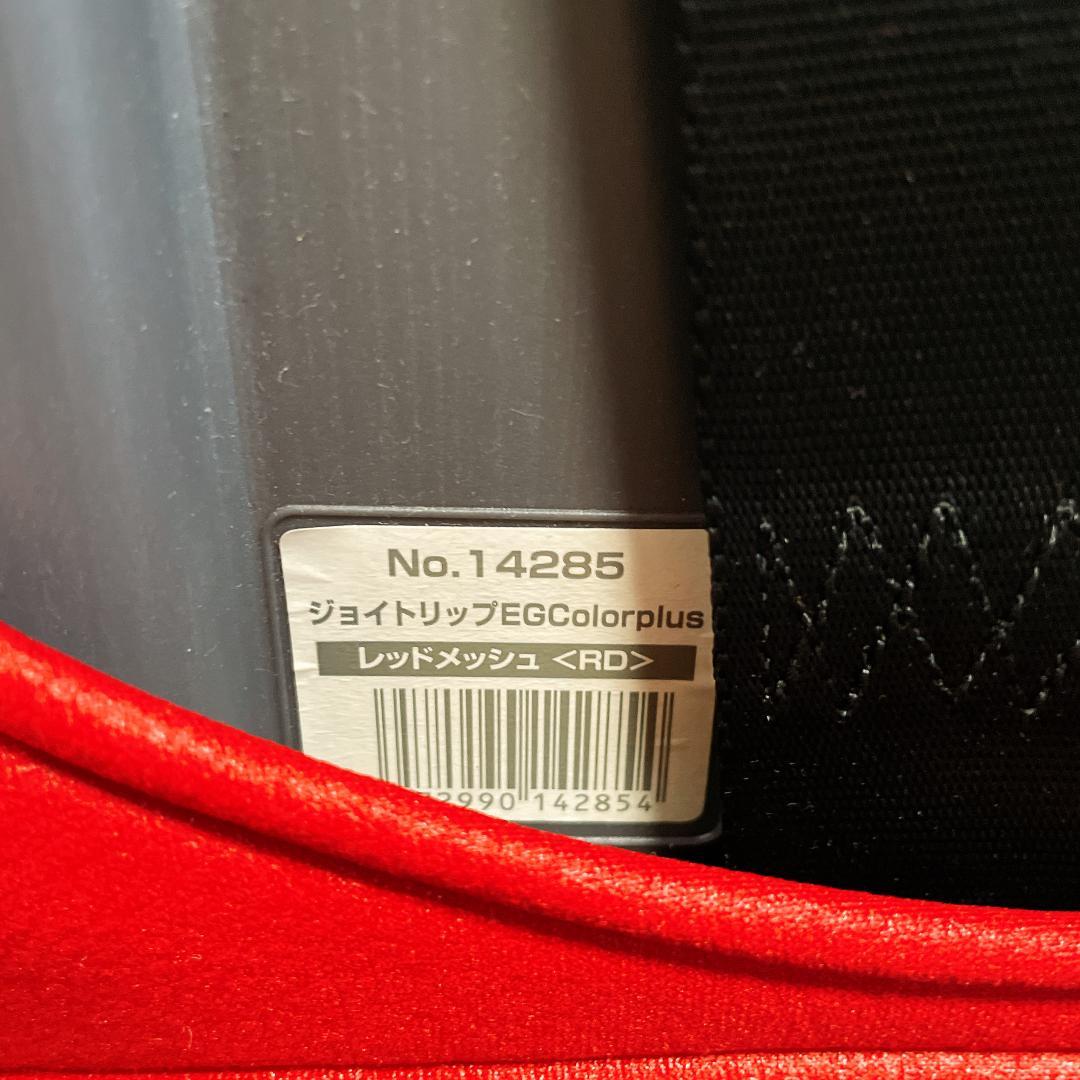 No.14285
ジョイトリップEGColorplus
レッドメッシュ <RD>
2990 142854